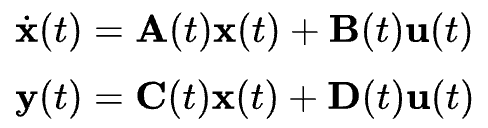 ẋ(t) = A(t)x(t) + B(t)u(t)
y(t) = C(t)x(t) + D(t)u(t)